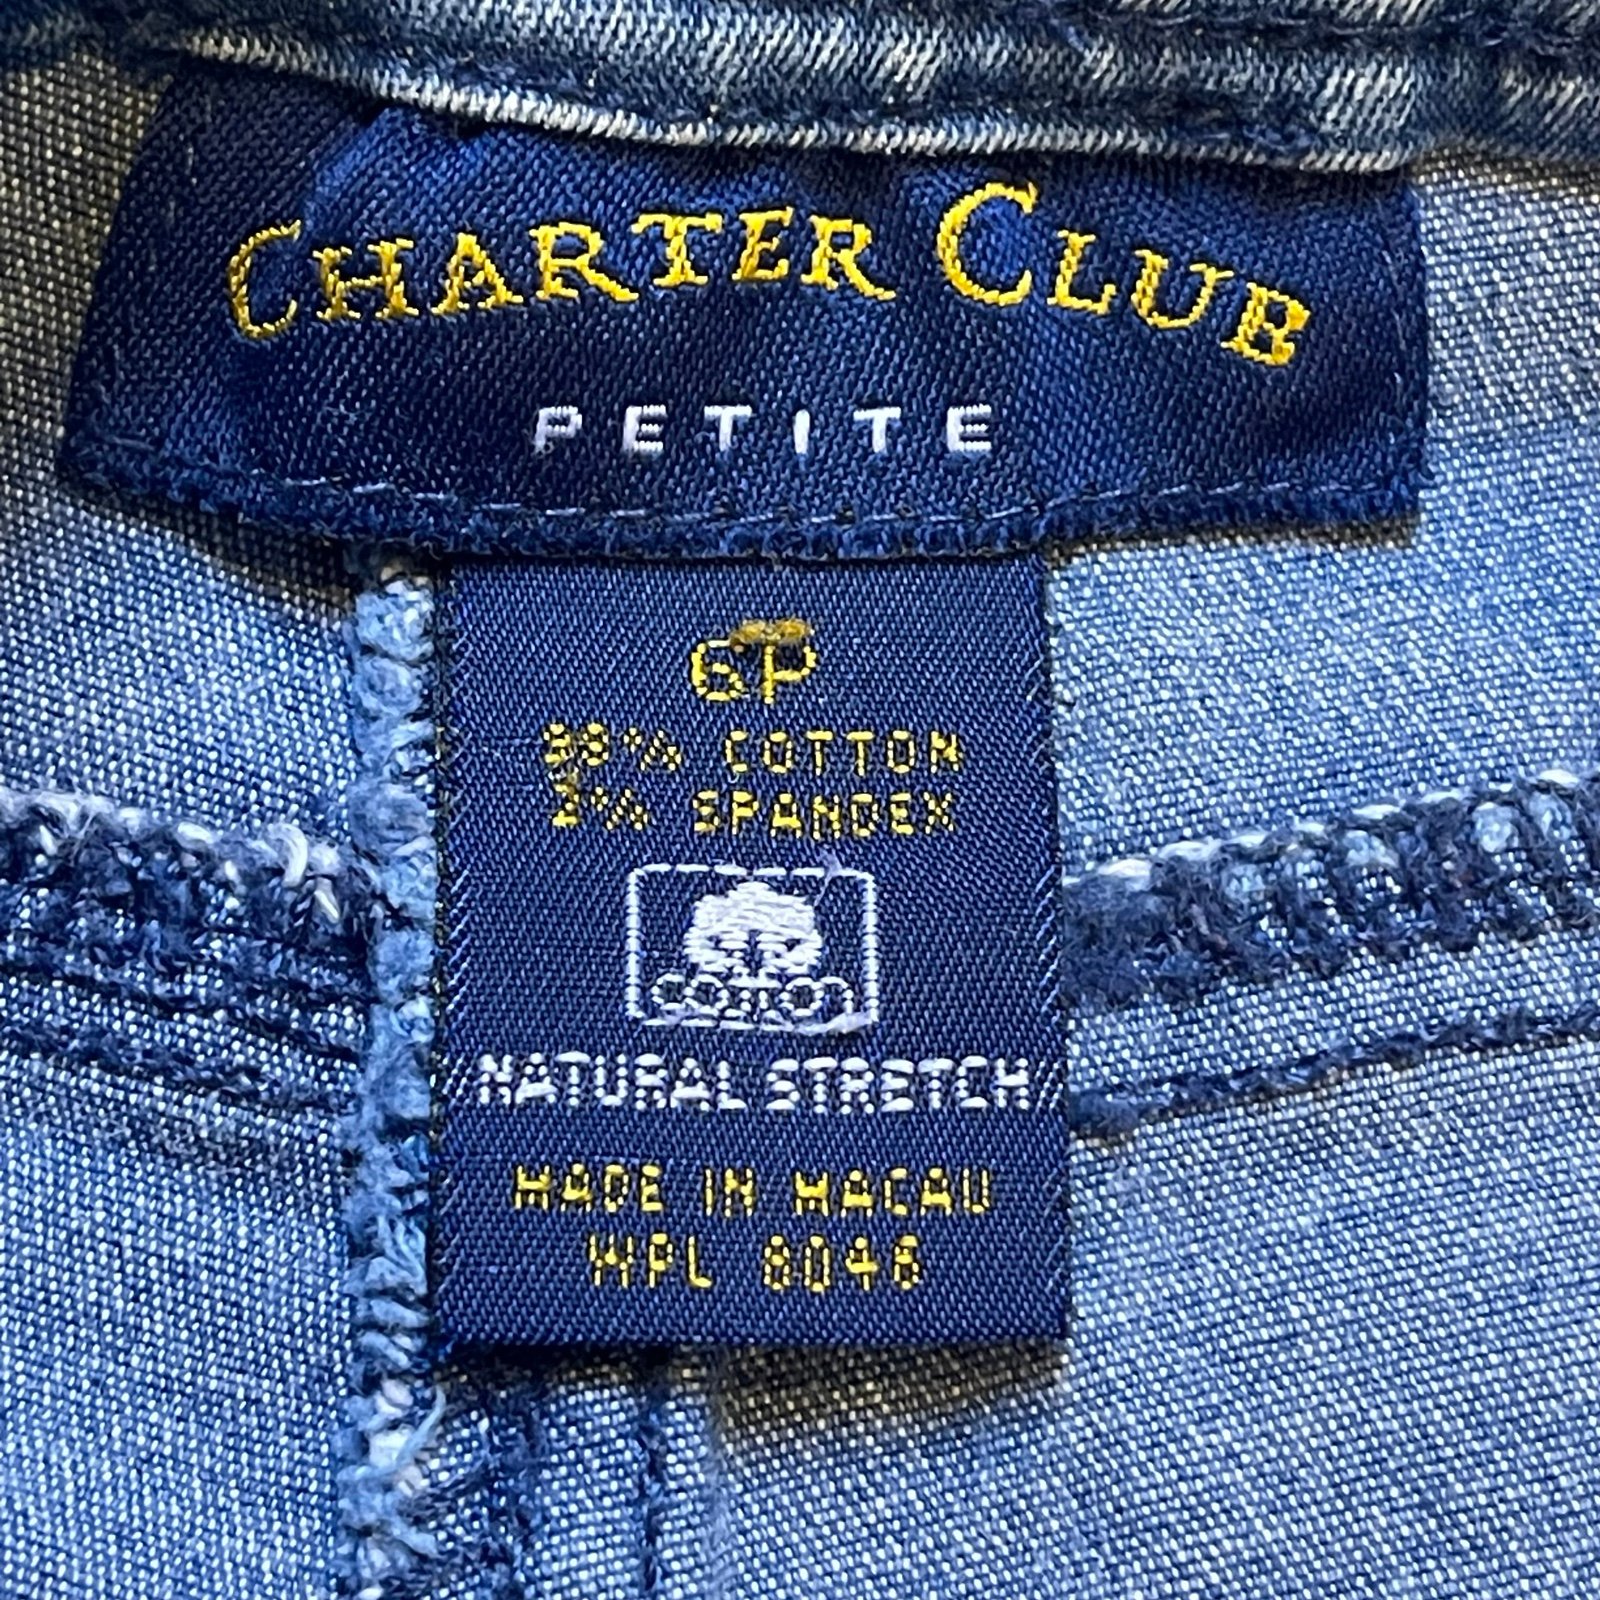 CHARTER CLUB
PETITE
6P
98% COTTON
2% SPANDEX
COTTON
NATURAL STRETCH
MADE IN MACAU
WPL 8046